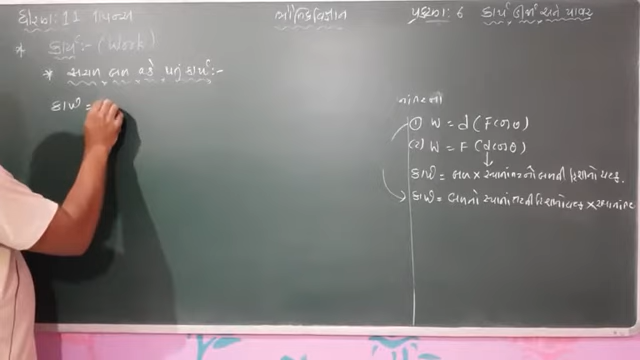 ધોરણ: 11 સાયન્સ
ભૌતિકવિજ્ઞાન
પ્રકરણ: 6 કાર્ય ઊર્જા અને પાવર
* કાર્ય :- (Work)
* અચળ બળ વડે થતું કાર્ય :-
કાર્ય =
(1) W = d (F cos θ)
(2) W = F (d cos θ)
કાર્ય = બળ × સ્થાનાંતરનો બળની દિશાનો ઘટક.
કાર્ય = બળનો સ્થાનાંતરની દિશાનો ઘટક ×